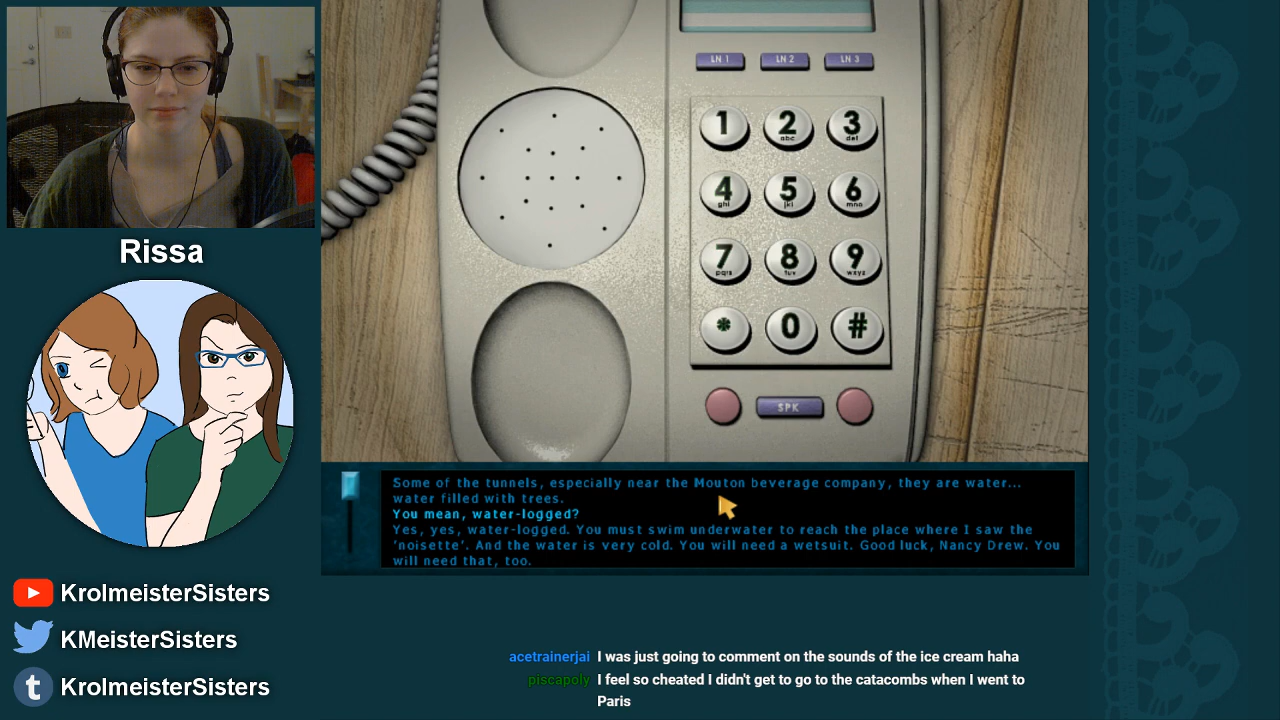 LN 1
LN 2
LN 3
1
2
abc
3
def
4
ghi
5
jkl
6
mno
7
pqrs
8
tuv
9
wxyz
*
0
#
SPK
Rissa
Some of the tunnels, especially near the Mouton beverage company, they are water...
water filled with trees.
You mean, water-logged?
Yes, yes, water-logged. You must swim underwater to reach the place where I saw the
'noisette'. And the water is very cold. You will need a wetsuit. Good luck, Nancy Drew. You
will need that, too.
KrolmeisterSisters
KMeisterSisters
t KrolmeisterSisters
acetrainerjai I was just going to comment on the sounds of the ice cream haha
piscapoly I feel so cheated I didn't get to go to the catacombs when I went to
Paris